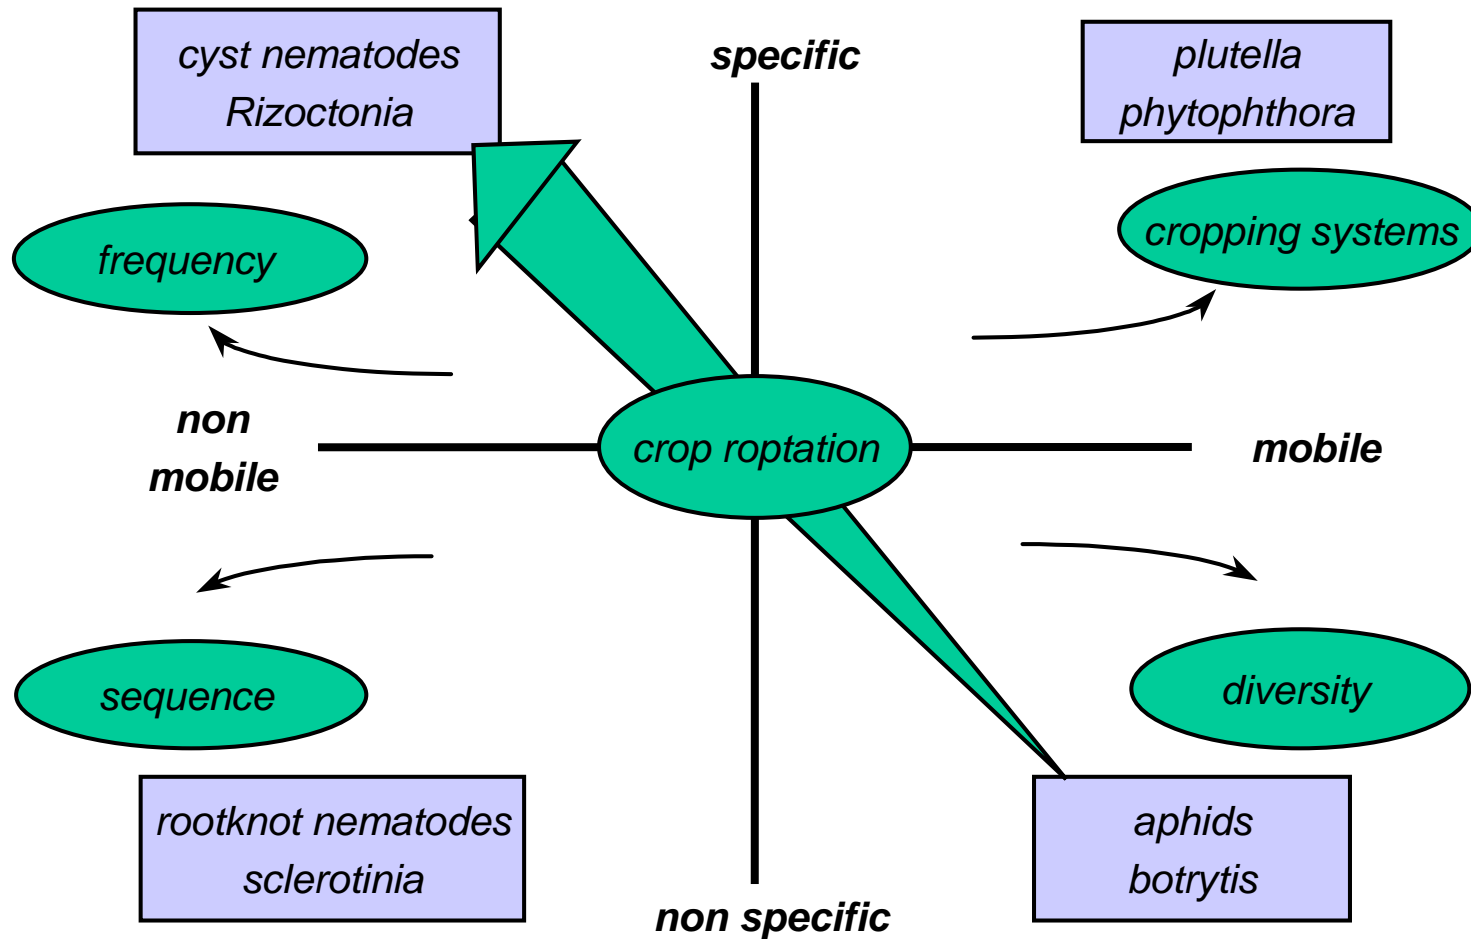 cyst nematodes
Rizoctonia
specific
plutella
phytophthora
frequency
cropping systems
non
mobile
crop roptation
mobile
sequence
diversity
rootknot nematodes
sclerotinia
aphids
botrytis
non specific